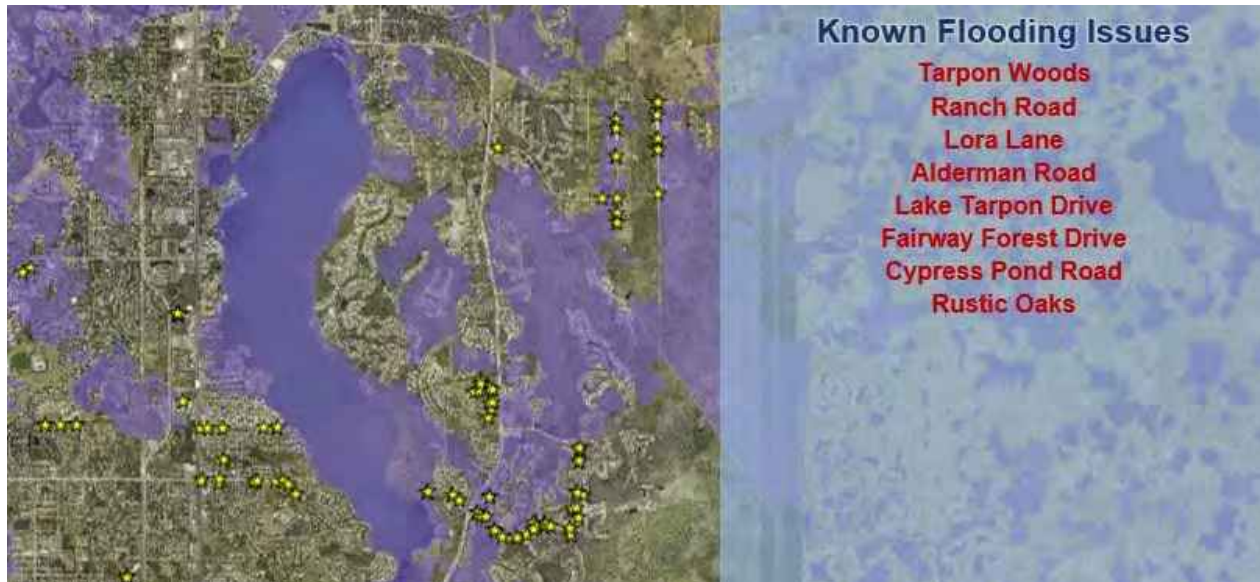 Known Flooding Issues
Tarpon Woods
Ranch Road
Lora Lane
Alderman Road
Lake Tarpon Drive
Fairway Forest Drive
Cypress Pond Road
Rustic Oaks